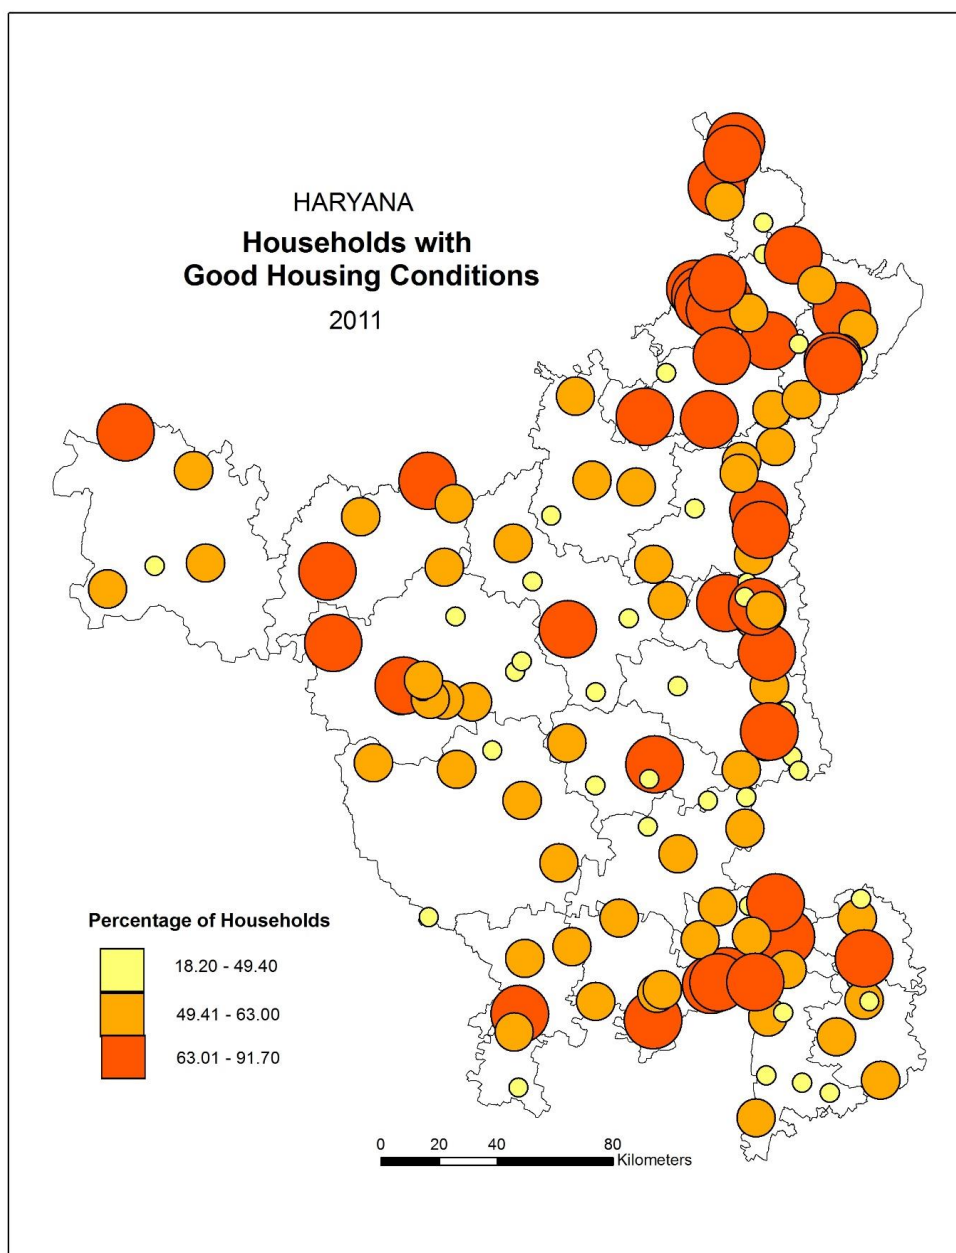 HARYANA
Households with
Good Housing Conditions
2011
Percentage of Households
18.20 - 49.40
49.41 - 63.00
63.01 - 91.70
0 20 40 80
Kilometers